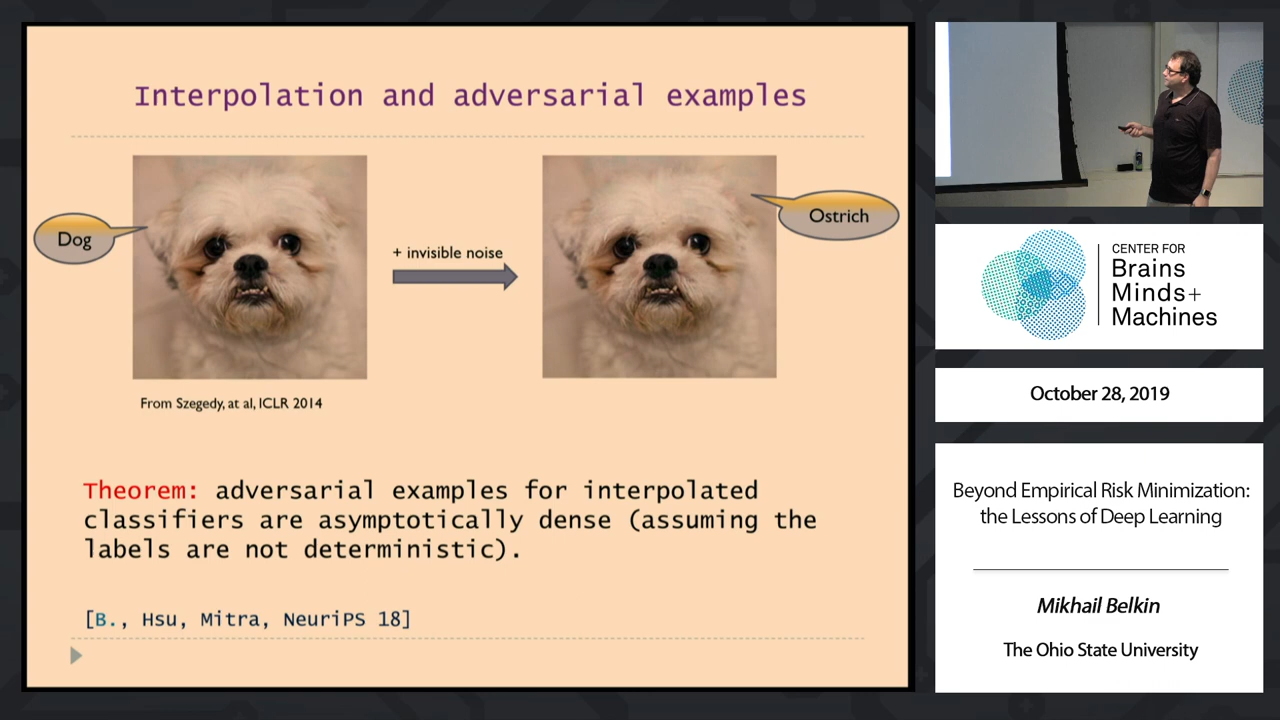 Interpolation and adversarial examples
Dog
+ invisible noise
Ostrich
From Szegedy, at al, ICLR 2014
Theorem: adversarial examples for interpolated
classifiers are asymptotically dense (assuming the
labels are not deterministic).
[B., Hsu, Mitra, NeuriPS 18]
CENTER FOR
Brains
Minds+
Machines
October 28, 2019
Beyond Empirical Risk Minimization:
the Lessons of Deep Learning
Mikhail Belkin
The Ohio State University